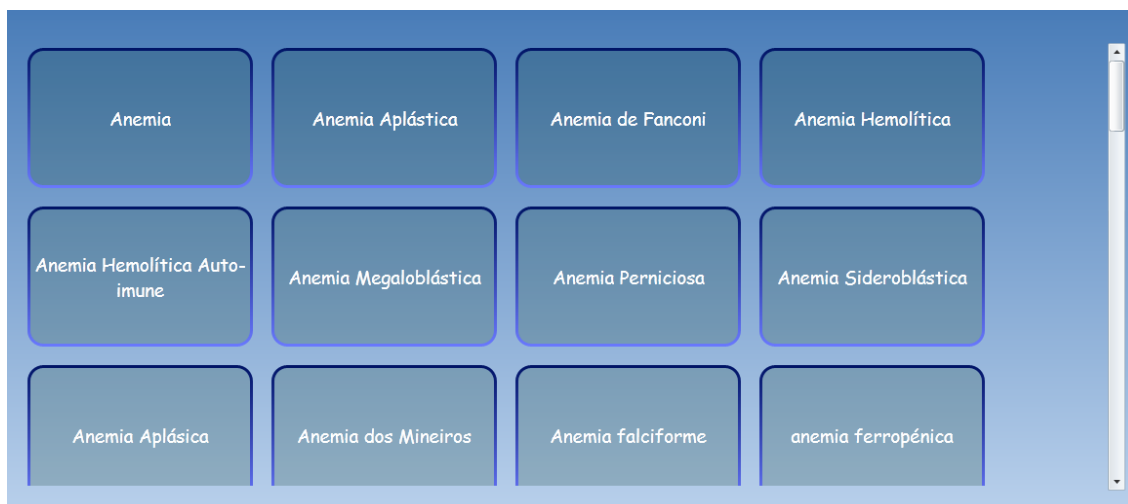 Anemia
Anemia Aplástica
Anemia de Fanconi
Anemia Hemolítica
Anemia Hemolítica Auto-
imune
Anemia Megaloblástica
Anemia Perniciosa
Anemia Sideroblástica
Anemia Aplásica
Anemia dos Mineiros
Anemia falciforme
anemia ferropénica